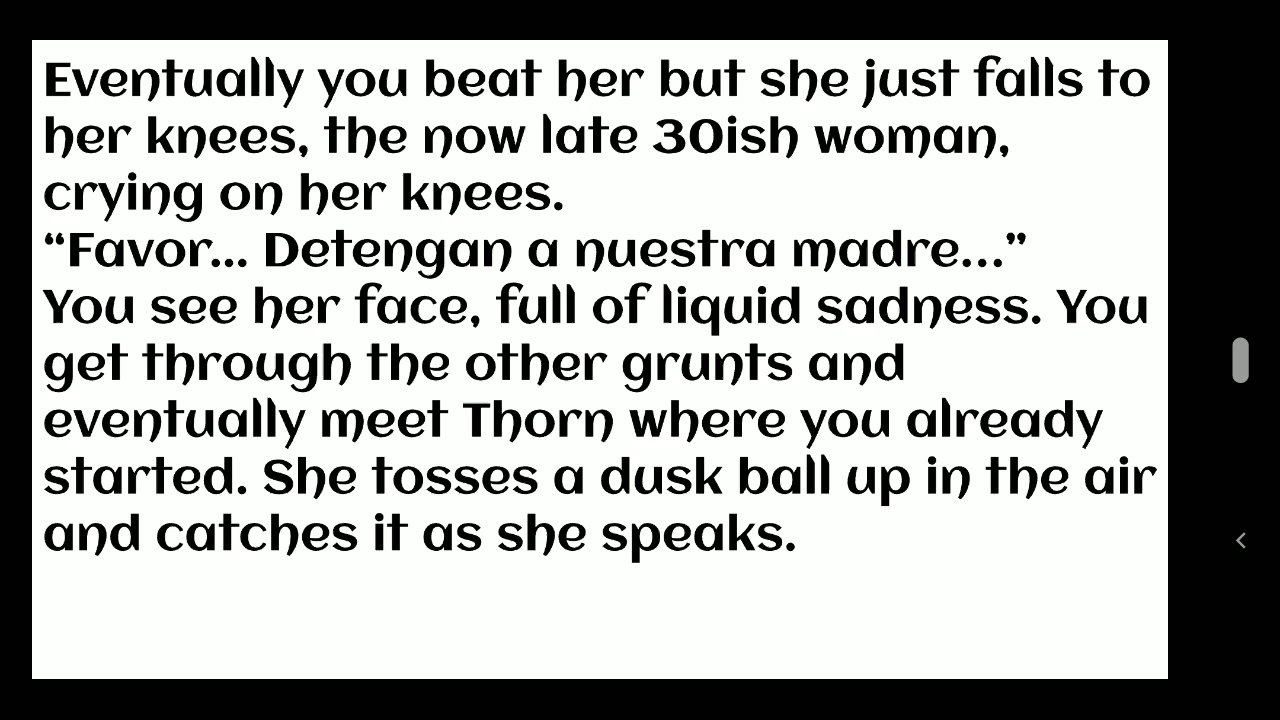 Eventually you beat her but she just falls to
her knees, the now late 30ish woman,
crying on her knees.
“Favor... Detengan a nuestra madre...”
You see her face, full of liquid sadness. You
get through the other grunts and
eventually meet Thorn where you already
started. She tosses a dusk ball up in the air
and catches it as she speaks.